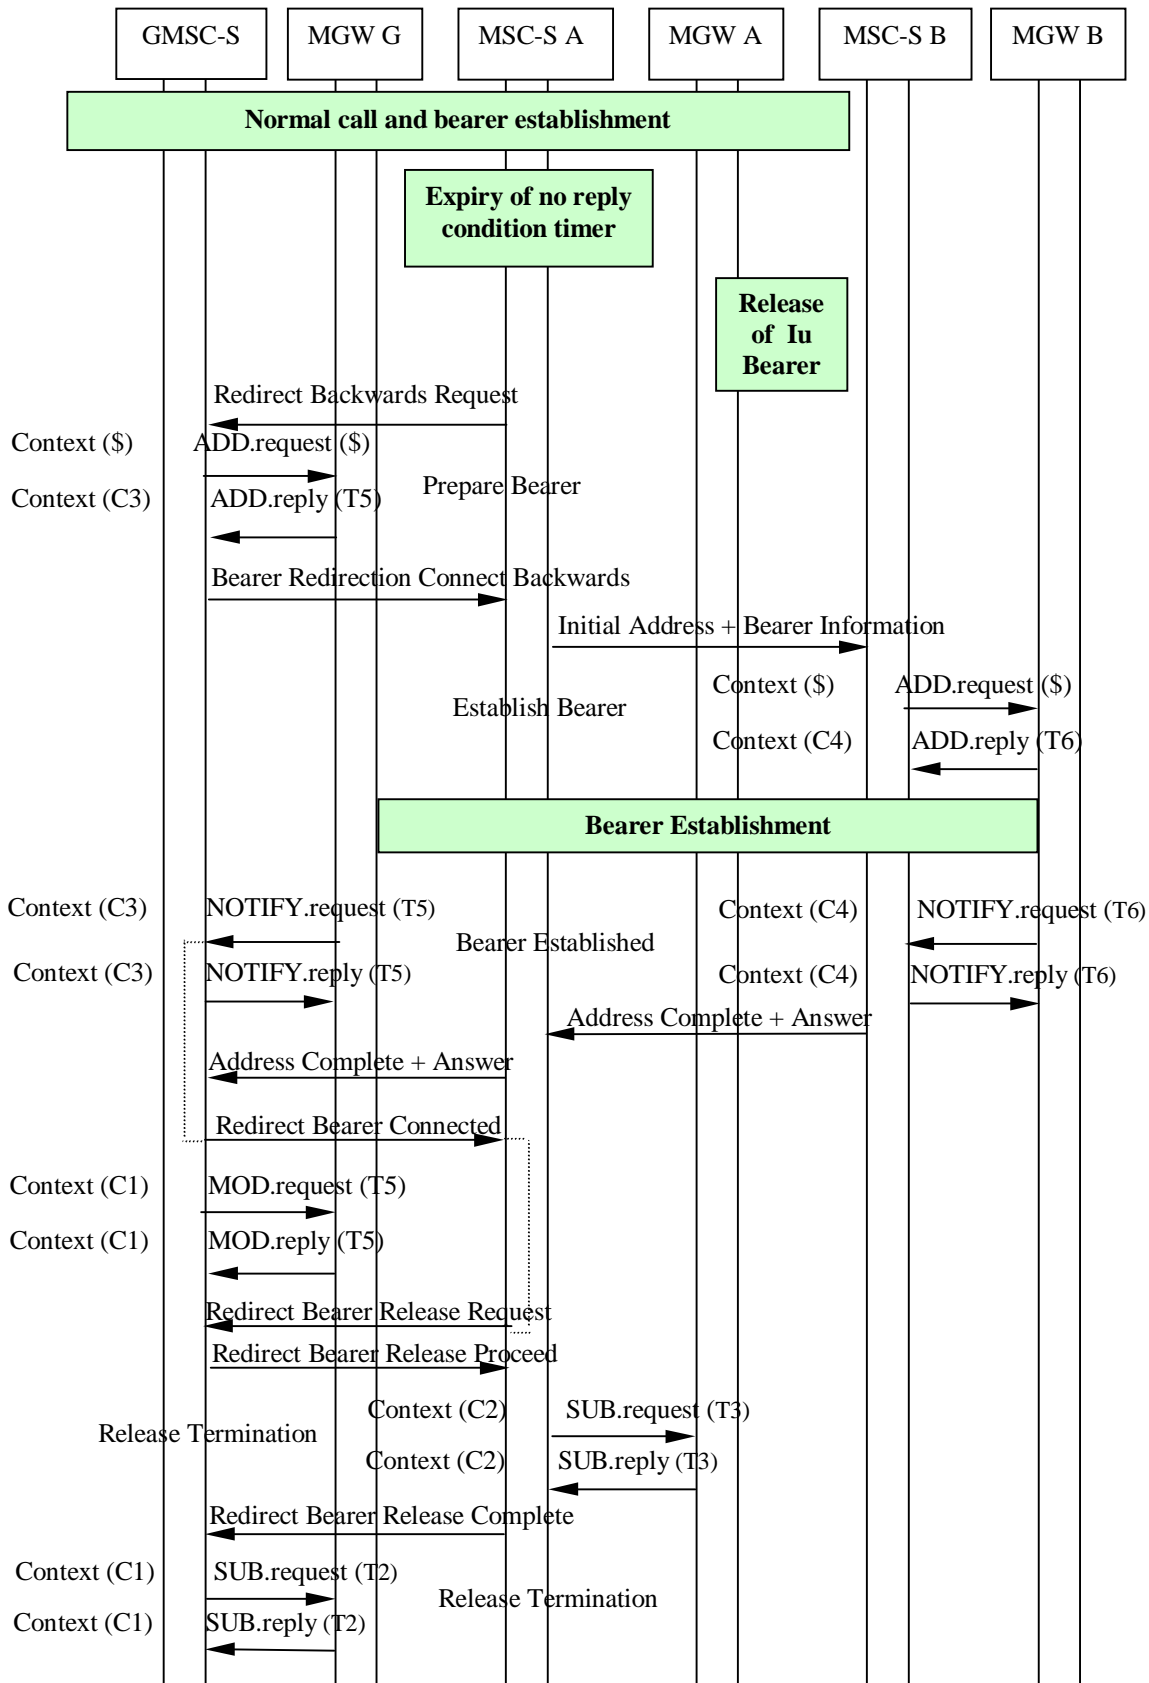 GMSC-S
MGW G
MSC-S A
MGW A
MSC-S B
MGW B
Normal call and bearer establishment
Expiry of no reply
condition timer
Release
of Iu
Bearer
Redirect Backwards Request
Context ($)
ADD.request ($)
Prepare Bearer
Context (C3)
ADD.reply (T5)
Bearer Redirection Connect Backwards
Initial Address + Bearer Information
Context ($)
ADD.request ($)
Establish Bearer
Context (C4)
ADD.reply (T6)
Bearer Establishment
Context (C3)
NOTIFY.request (T5)
Context (C4)
NOTIFY.request (T6)
Bearer Established
Context (C3)
NOTIFY.reply (T5)
Context (C4)
NOTIFY.reply (T6)
Address Complete + Answer
Address Complete + Answer
Redirect Bearer Connected
Context (C1)
MOD.request (T5)
Context (C1)
MOD.reply (T5)
Redirect Bearer Release Request
Redirect Bearer Release Proceed
Context (C2)
SUB.request (T3)
Release Termination
Context (C2)
SUB.reply (T3)
Redirect Bearer Release Complete
Context (C1)
SUB.request (T2)
Release Termination
Context (C1)
SUB.reply (T2)